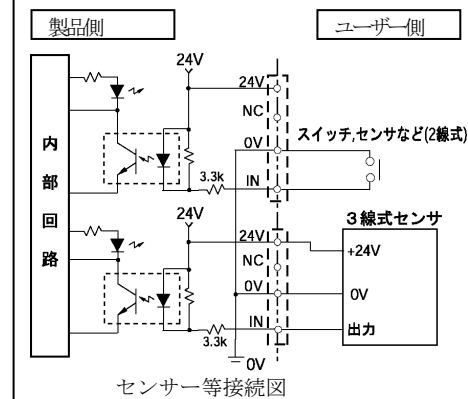 製品側
ユーザー側
24V
24V
NC
0V
IN
3.3k
スイッチ,センサなど(2線式)
内部回路
24V
24V
NC
0V
IN
3.3k
0V
3線式センサ
+24V
0V
出力
センサー等接続図